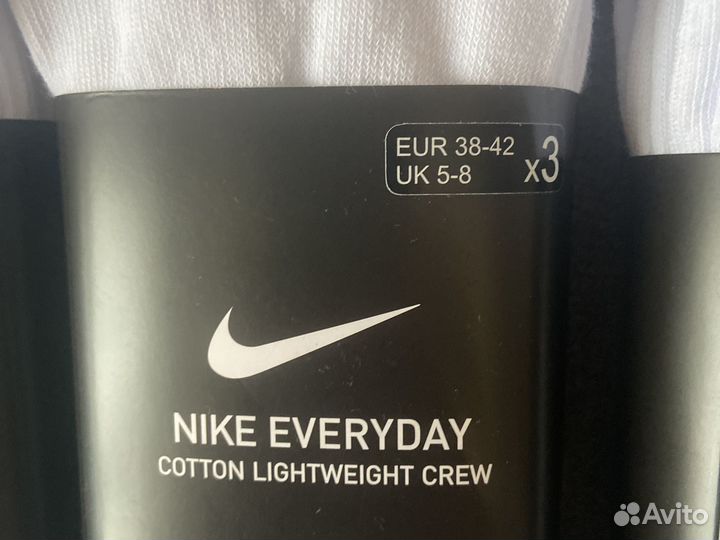 EUR 38-42
UK 5-8
x3
NIKE EVERYDAY
COTTON LIGHTWEIGHT CREW
Avito